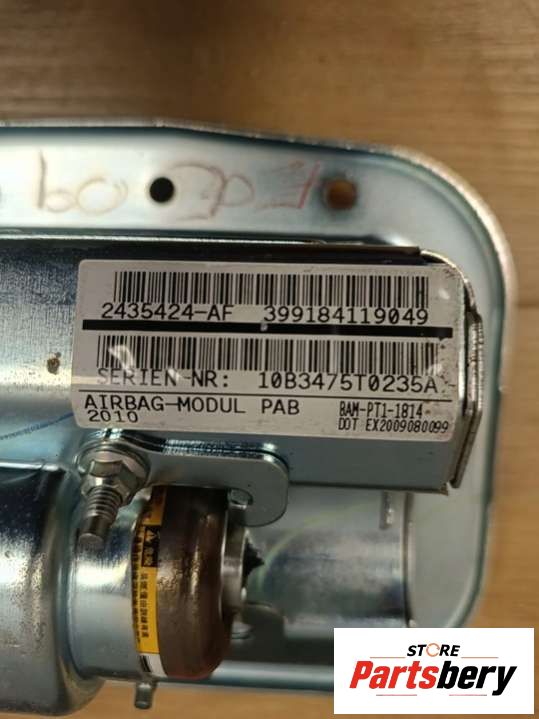 2435424-AF 399184119049
SERIEN-NR: 10B3475T0235A
AIRBAG-MODUL PAB
2010
BAM-PT1-1814
DOT EX2009080099
STORE
Partsbery